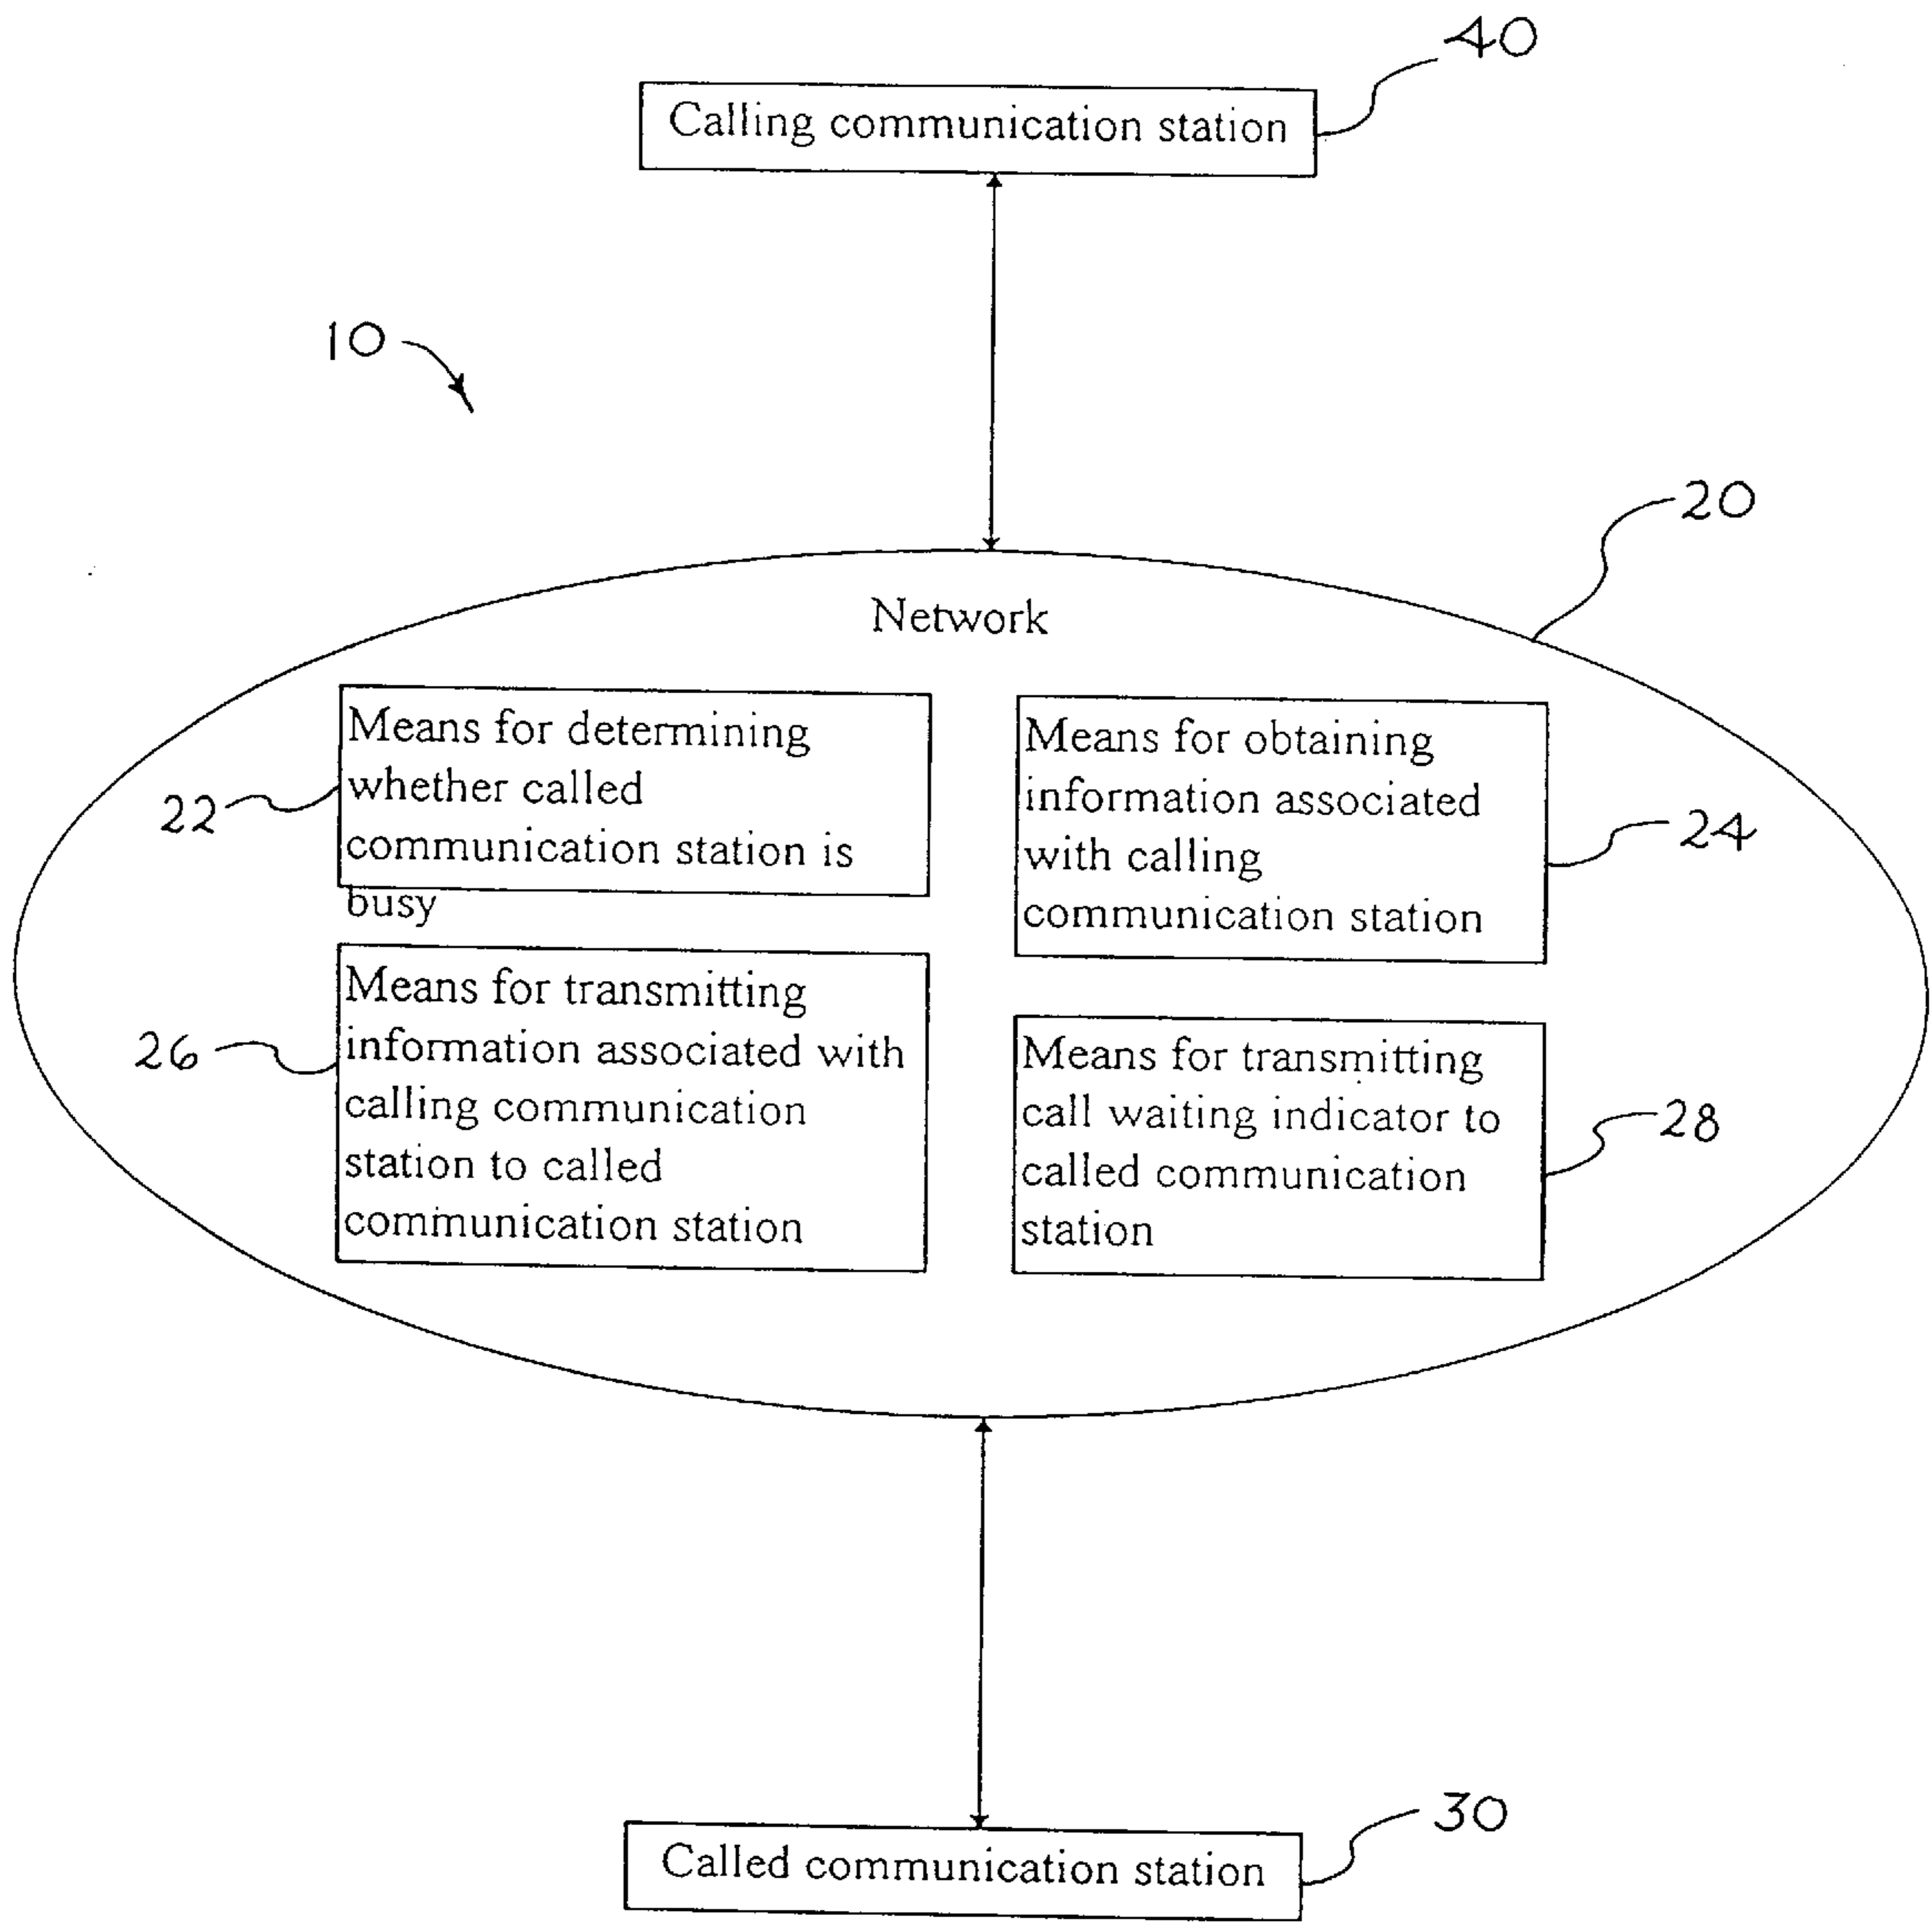 40
Calling communication station
10
20
Network
Means for determining
whether called
communication station is
busy
22
Means for obtaining
information associated
with calling
communication station
24
Means for transmitting
information associated with
calling communication
station to called
communication station
26
Means for transmitting
call waiting indicator to
called communication
station
28
30
Called communication station